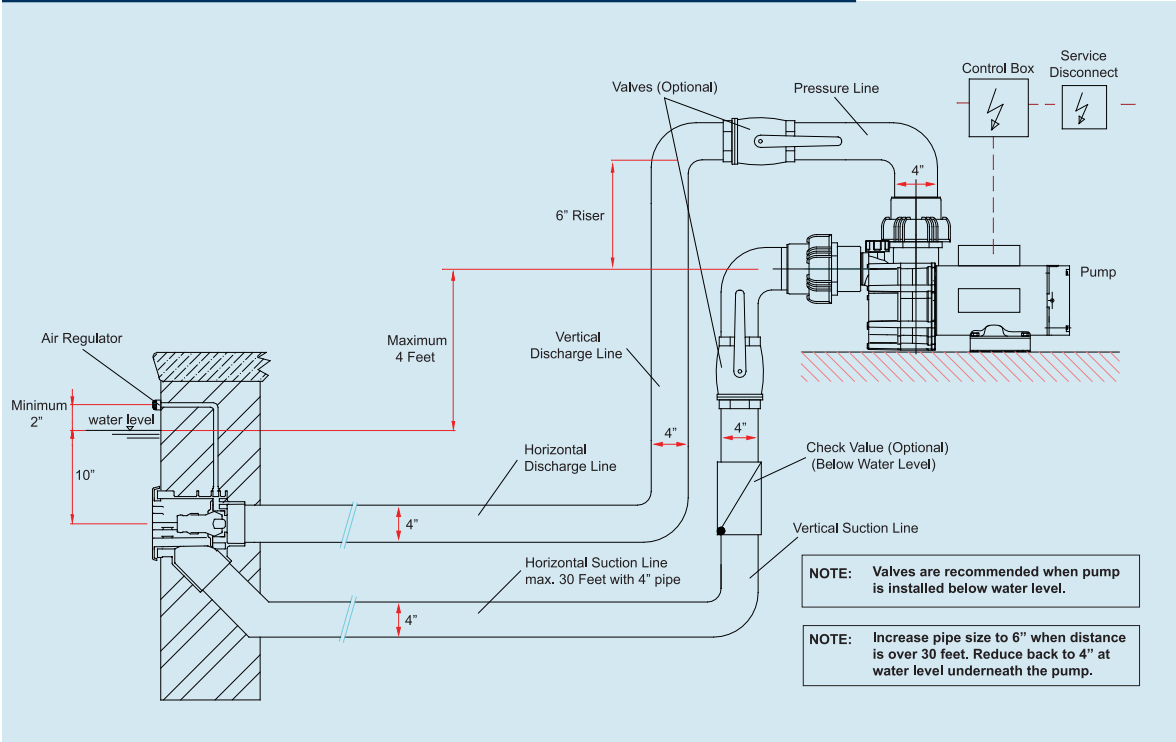 Service
Disconnect
Control Box
Valves (Optional)
Pressure Line
4”
6” Riser
Pump
Air Regulator
Maximum
4 Feet
Vertical
Discharge Line
Minimum
2”
water level
10”
4”
4”
Horizontal
Discharge Line
Check Value (Optional)
(Below Water Level)
4”
Vertical Suction Line
Horizontal Suction Line
max. 30 Feet with 4” pipe
4”
NOTE: Valves are recommended when pump
is installed below water level.
NOTE: Increase pipe size to 6” when distance
is over 30 feet. Reduce back to 4” at
water level underneath the pump.